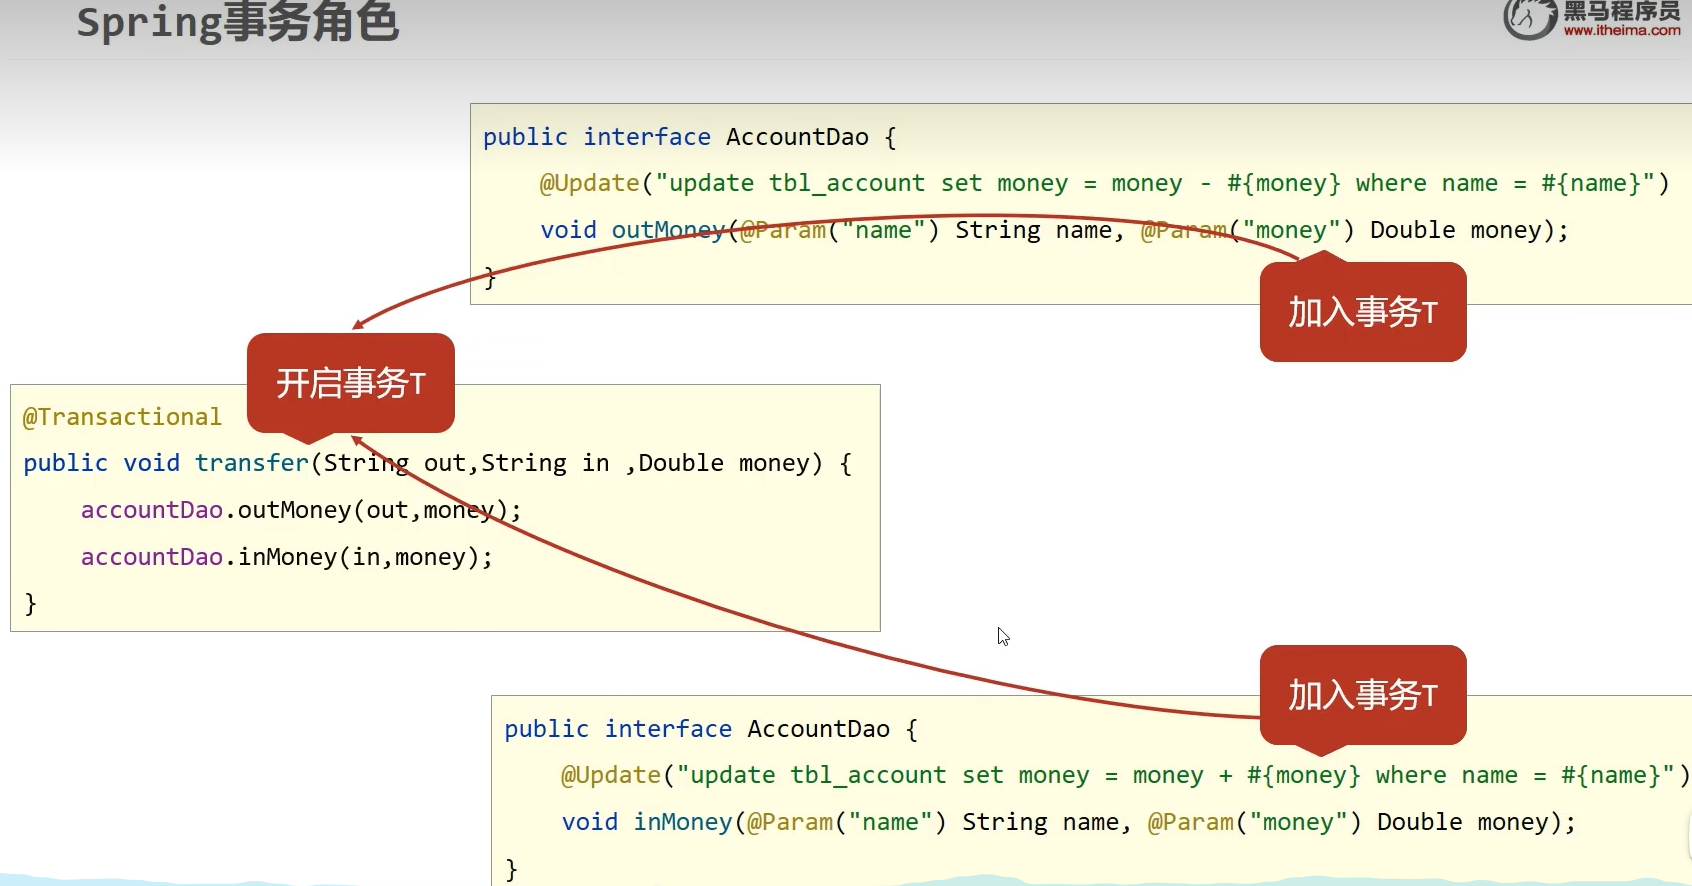 Spring事务角色
黑马程序员
www.itheima.com
public interface AccountDao {
@Update("update tbl_account set money = money - #{money} where name = #{name}")
void outMoney(@Param("name") String name, @Param("money") Double money);
}
加入事务T
开启事务T
@Transactional
public void transfer(String out,String in ,Double money) {
accountDao.outMoney(out,money);
accountDao.inMoney(in,money);
}
加入事务T
public interface AccountDao {
@Update("update tbl_account set money = money + #{money} where name = #{name}")
void inMoney(@Param("name") String name, @Param("money") Double money);
}